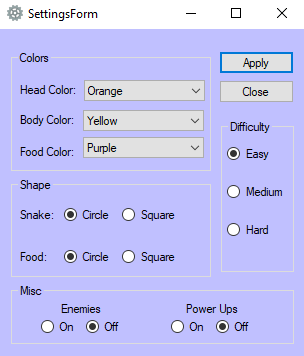 SettingsForm
Colors
Head Color: Orange
Body Color: Yellow
Food Color: Purple
Apply
Close
Difficulty
Easy
Medium
Hard
Shape
Snake: Circle Square
Food: Circle Square
Misc
Enemies Power Ups
On Off On Off